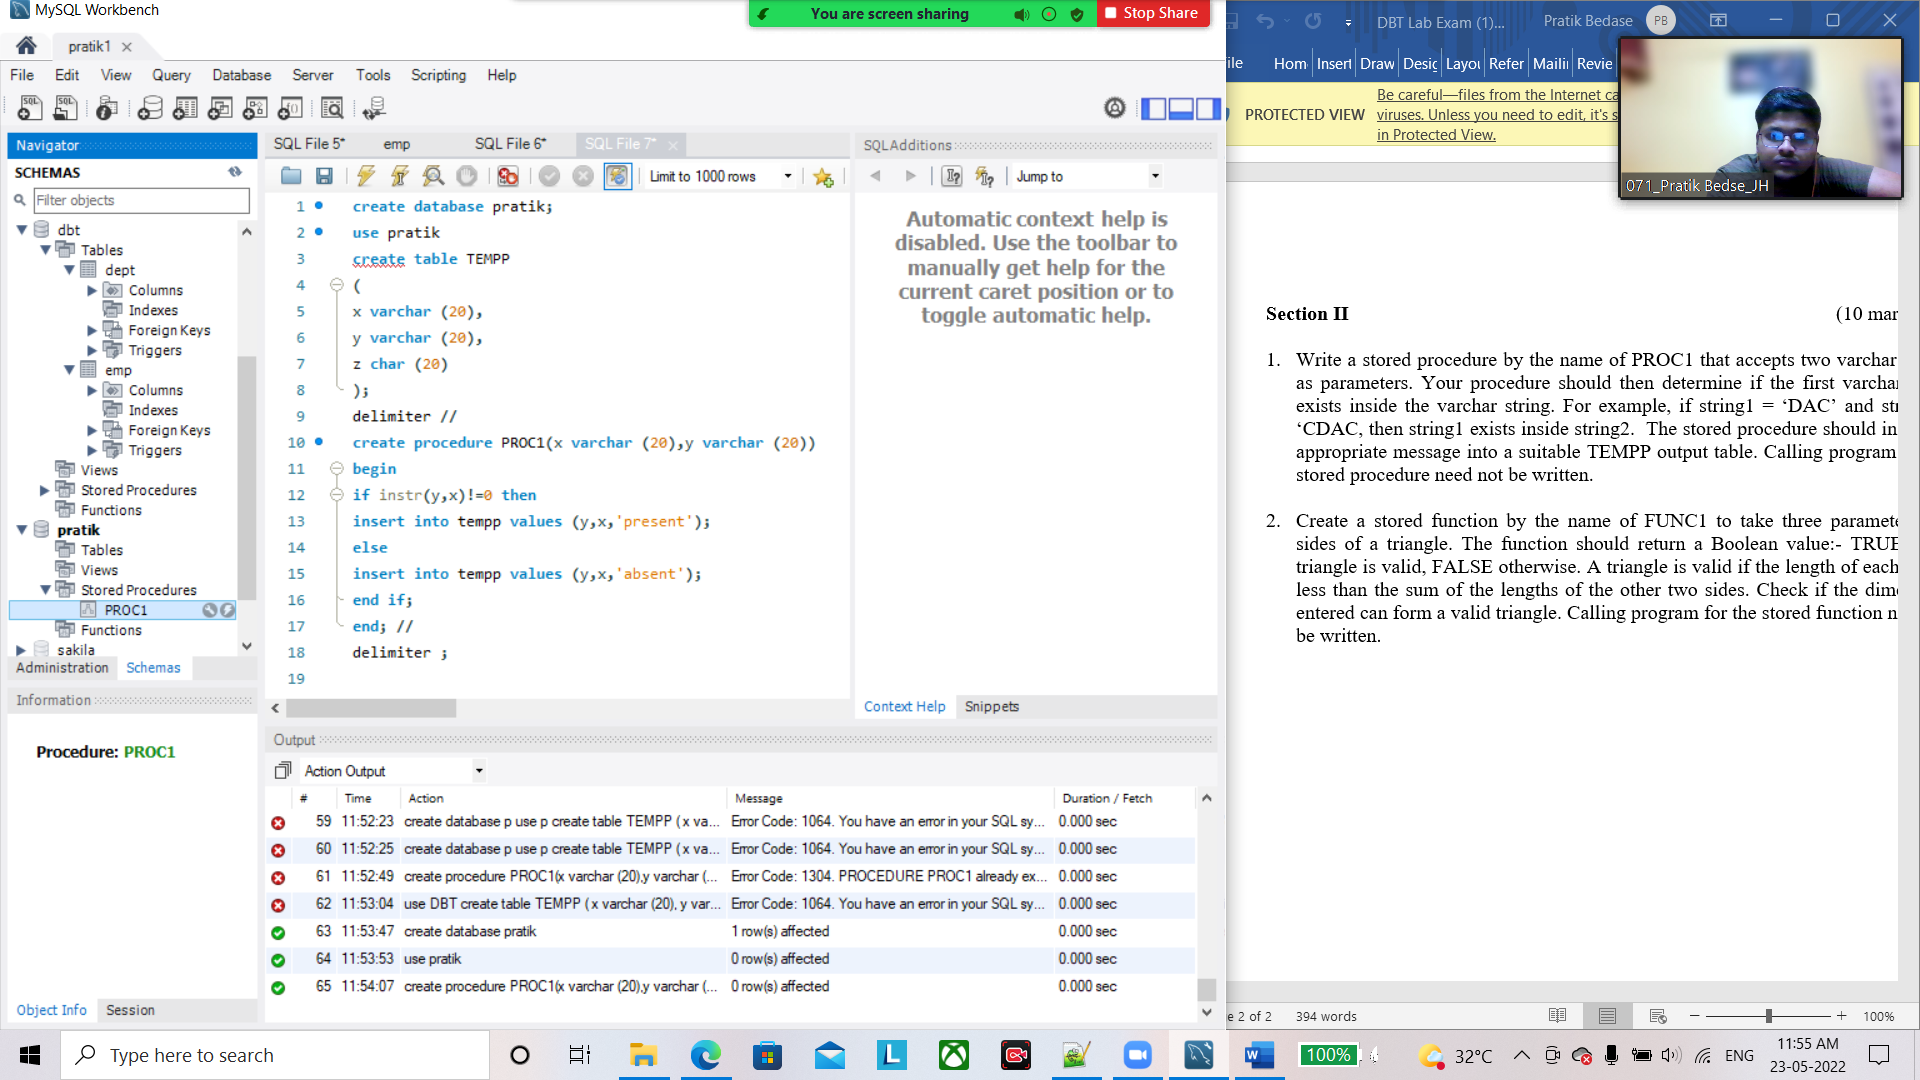 MySQL Workbench
You are screen sharing
Stop Share
pratik1
File Edit View Query Database Server Tools Scripting Help
Navigator
SCHEMAS
Filter objects
dbt
Tables
dept
Columns
Indexes
Foreign Keys
Triggers
emp
Columns
Indexes
Foreign Keys
Triggers
Views
Stored Procedures
Functions
pratik
Tables
Views
Stored Procedures
PROC1
Functions
sakila
Administration Schemas
Information
Procedure: PROC1
Object Info Session
SQL File 5* emp SQL File 6* SQL File 7*
Limit to 1000 rows
1 create database pratik;
2 use pratik
3 create table TEMPP
4 (
5 x varchar (20),
6 y varchar (20),
7 z char (20)
8 );
9 delimiter //
10 create procedure PROC1(x varchar (20),y varchar (20))
11 begin
12 if instr(y,x)!=0 then
13 insert into tempp values (y,x,'present');
14 else
15 insert into tempp values (y,x,'absent');
16 end if;
17 end; //
18 delimiter ;
19
SQLAdditions
Jump to
Automatic context help is
disabled. Use the toolbar to
manually get help for the
current caret position or to
toggle automatic help.
Context Help Snippets
Output
Action Output
# Time Action Message Duration / Fetch
59 11:52:23 create database p use p create table TEMPP ( x va... Error Code: 1064. You have an error in your SQL sy... 0.000 sec
60 11:52:25 create database p use p create table TEMPP ( x va... Error Code: 1064. You have an error in your SQL sy... 0.000 sec
61 11:52:49 create procedure PROC1(x varchar (20),y varchar (... Error Code: 1304. PROCEDURE PROC1 already ex... 0.000 sec
62 11:53:04 use DBT create table TEMPP ( x varchar (20), y var... Error Code: 1064. You have an error in your SQL sy... 0.000 sec
63 11:53:47 create database pratik 1 row(s) affected 0.000 sec
64 11:53:53 use pratik 0 row(s) affected 0.000 sec
65 11:54:07 create procedure PROC1(x varchar (20),y varchar (... 0 row(s) affected 0.000 sec
DBT Lab Exam (1)... Pratik Bedase PB
ile Hom Insert Draw Desig Layou Refer Mailin Revie
PROTECTED VIEW
Be careful—files from the Internet ca
viruses. Unless you need to edit, it's s
in Protected View.
071_Pratik Bedse_JH
Section II (10 mar
1. Write a stored procedure by the name of PROC1 that accepts two varchar
as parameters. Your procedure should then determine if the first varcha
exists inside the varchar string. For example, if string1 = ‘DAC’ and str
‘CDAC, then string1 exists inside string2. The stored procedure should in
appropriate message into a suitable TEMPP output table. Calling program
stored procedure need not be written.
2. Create a stored function by the name of FUNC1 to take three paramete
sides of a triangle. The function should return a Boolean value:- TRUE
triangle is valid, FALSE otherwise. A triangle is valid if the length of each
less than the sum of the lengths of the other two sides. Check if the dime
entered can form a valid triangle. Calling program for the stored function n
be written.
e 2 of 2 394 words 100%
Type here to search
100% 32°C ENG
11:55 AM
23-05-2022